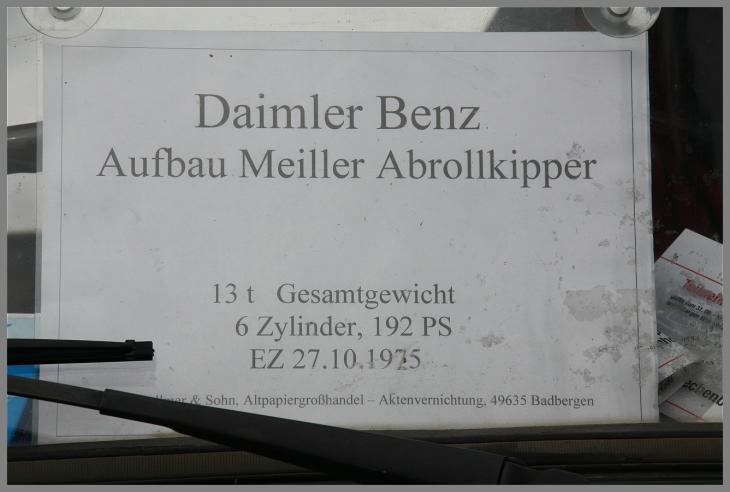 Daimler Benz
Aufbau Meiller Abrollkipper
13 t Gesamtgewicht
6 Zylinder, 192 PS
EZ 27.10.1975
& Sohn, Altpapiergroßhandel – Aktenvernichtung, 49635 Badbergen